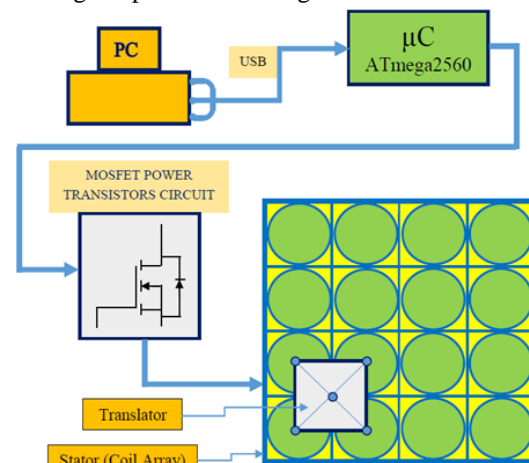 PC
USB
μC
ATmega2560
MOSFET POWER
TRANSISTORS CIRCUIT
Translator
Stator (Coil Array)